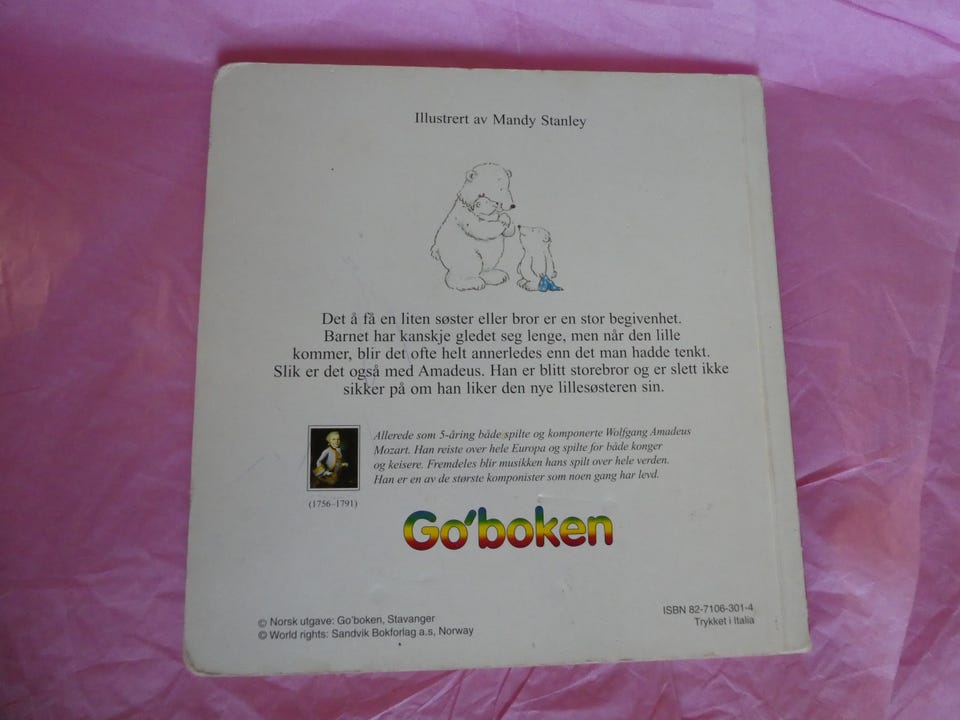 Illustrert av Mandy Stanley
Det å få en liten søster eller bror er en stor begivenhet.
Barnet har kanskje gledet seg lenge, men når den lille
kommer, blir det ofte helt annerledes enn det man hadde tenkt.
Slik er det også med Amadeus. Han er blitt storebror og er slett ikke
sikker på om han liker den nye lillesøsteren sin.
Allerede som 5-åring både spilte og komponerte Wolfgang Amadeus
Mozart. Han reiste over hele Europa og spilte for både konger
og keisere. Fremdeles blir musikken hans spilt over hele verden.
Han er en av de største komponister som noen gang har levd.
(1756–1791)
Go'boken
© Norsk utgave: Go'boken, Stavanger
© World rights: Sandvik Bokforlag a.s, Norway
ISBN 82-7106-301-4
Trykket i Italia